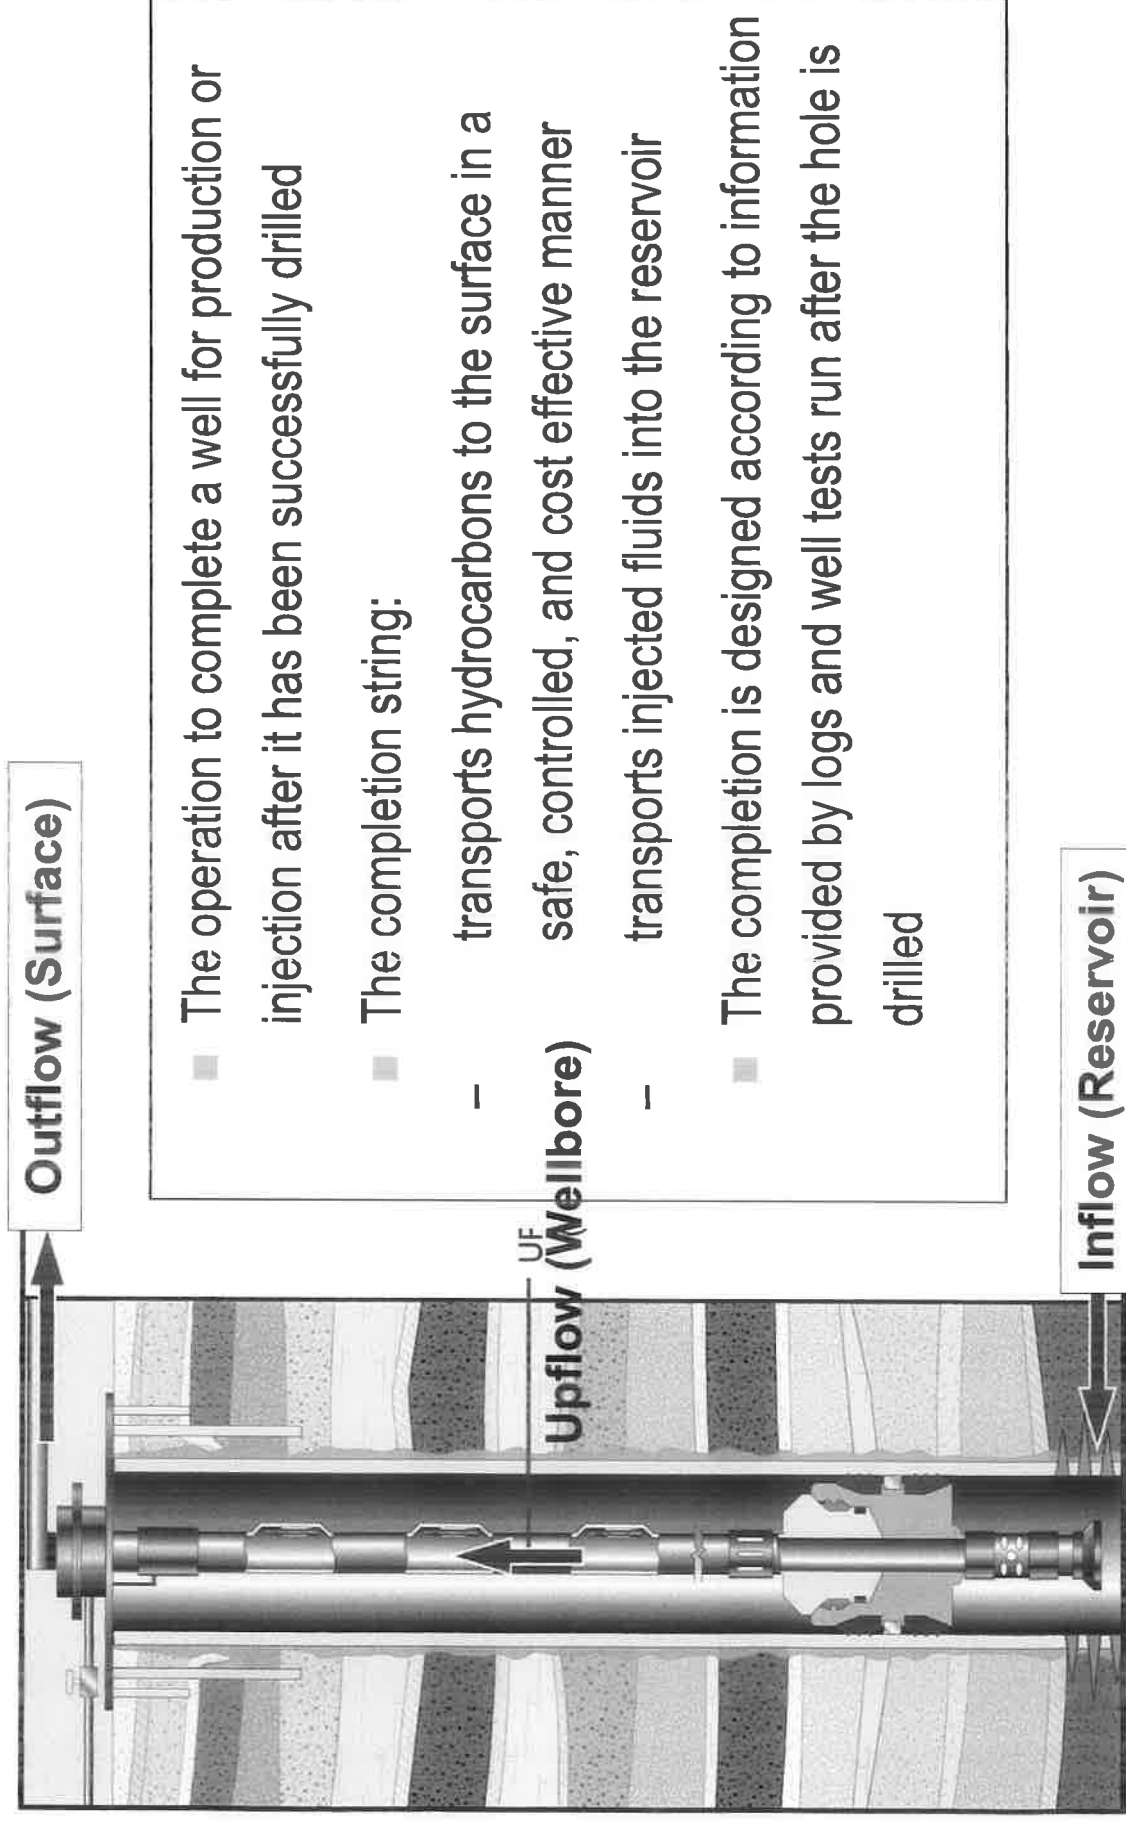 Outflow (Surface)
■ The operation to complete a well for production or
injection after it has been successfully drilled
■ The completion string:
– transports hydrocarbons to the surface in a
safe, controlled, and cost effective manner
– transports injected fluids into the reservoir
■ The completion is designed according to information
provided by logs and well tests run after the hole is
drilled
UF
Upflow (Wellbore)
Inflow (Reservoir)